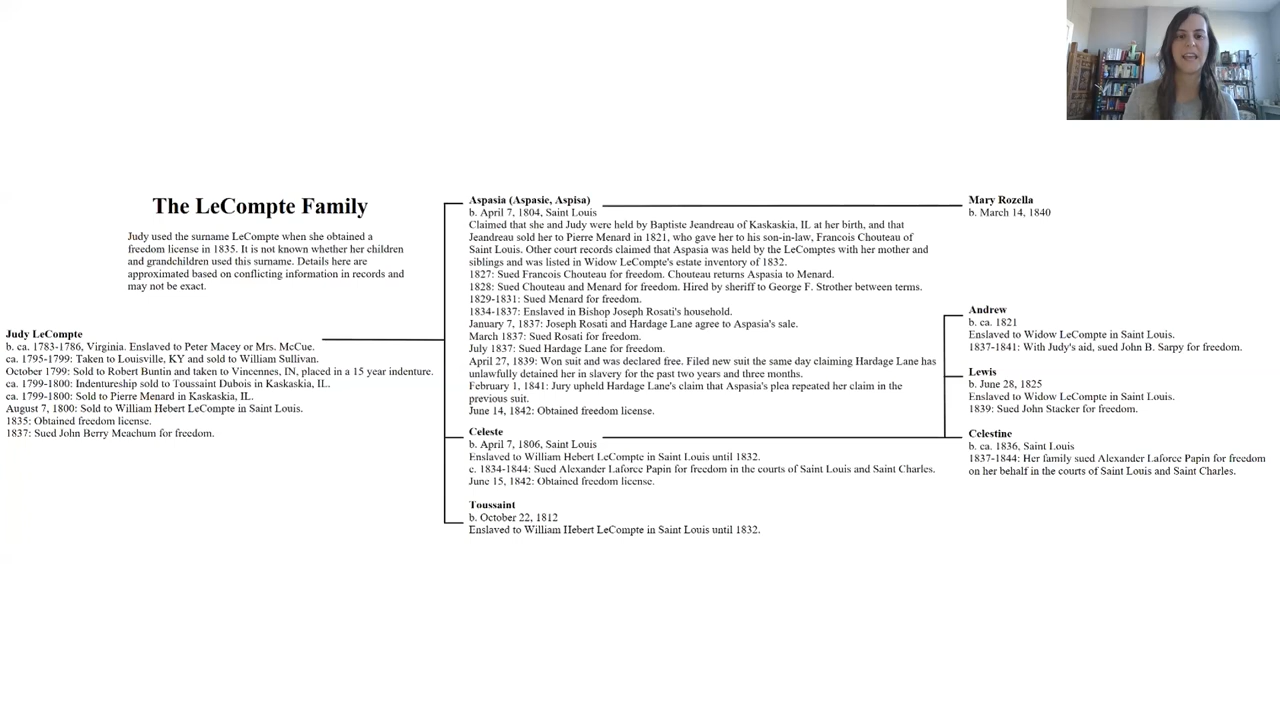 The LeCompte Family
Judy used the surname LeCompte when she obtained a
freedom license in 1835. It is not known whether her children
and grandchildren used this surname. Details here are
approximated based on conflicting information in records and
may not be exact.
Judy LeCompte
b. ca. 1783-1786, Virginia. Enslaved to Peter Macey or Mrs. McCue.
ca. 1795-1799: Taken to Louisville, KY and sold to William Sullivan.
October 1799: Sold to Robert Buntin and taken to Vincennes, IN, placed in a 15 year indenture.
ca. 1799-1800: Indentureship sold to Toussaint Dubois in Kaskaskia, IL.
ca. 1799-1800: Sold to Pierre Menard in Kaskaskia, IL.
August 7, 1800: Sold to William Hebert LeCompte in Saint Louis.
1835: Obtained freedom license.
1837: Sued John Berry Meachum for freedom.
Aspasia (Aspasie, Aspisa)
b. April 7, 1804, Saint Louis
Claimed that she and Judy were held by Baptiste Jeandreau of Kaskaskia, IL at her birth, and that
Jeandreau sold her to Pierre Menard in 1821, who gave her to his son-in-law, Francois Chouteau of
Saint Louis. Other court records claimed that Aspasia was held by the LeComptes with her mother and
siblings and was listed in Widow LeCompte's estate inventory of 1832.
1827: Sued Francois Chouteau for freedom. Chouteau returns Aspasia to Menard.
1828: Sued Chouteau and Menard for freedom. Hired by sheriff to George F. Strother between terms.
1829-1831: Sued Menard for freedom.
1834-1837: Enslaved in Bishop Joseph Rosati's household.
January 7, 1837: Joseph Rosati and Hardage Lane agree to Aspasia's sale.
March 1837: Sued Rosati for freedom.
July 1837: Sued Hardage Lane for freedom.
April 27, 1839: Won suit and was declared free. Filed new suit the same day claiming Hardage Lane has
unlawfully detained her in slavery for the past two years and three months.
February 1, 1841: Jury upheld Hardage Lane's claim that Aspasia's plea repeated her claim in the
previous suit.
June 14, 1842: Obtained freedom license.
Celeste
b. April 7, 1806, Saint Louis
Enslaved to William Hebert LeCompte in Saint Louis until 1832.
c. 1834-1844: Sued Alexander Laforce Papin for freedom in the courts of Saint Louis and Saint Charles.
June 15, 1842: Obtained freedom license.
Toussaint
b. October 22, 1812
Enslaved to William Hebert LeCompte in Saint Louis until 1832.
Mary Rozella
b. March 14, 1840
Andrew
b. ca. 1821
Enslaved to Widow LeCompte in Saint Louis.
1837-1841: With Judy's aid, sued John B. Sarpy for freedom.
Lewis
b. June 28, 1825
Enslaved to Widow LeCompte in Saint Louis.
1839: Sued John Stacker for freedom.
Celestine
b. ca. 1836, Saint Louis
1837-1844: Her family sued Alexander Laforce Papin for freedom
on her behalf in the courts of Saint Louis and Saint Charles.